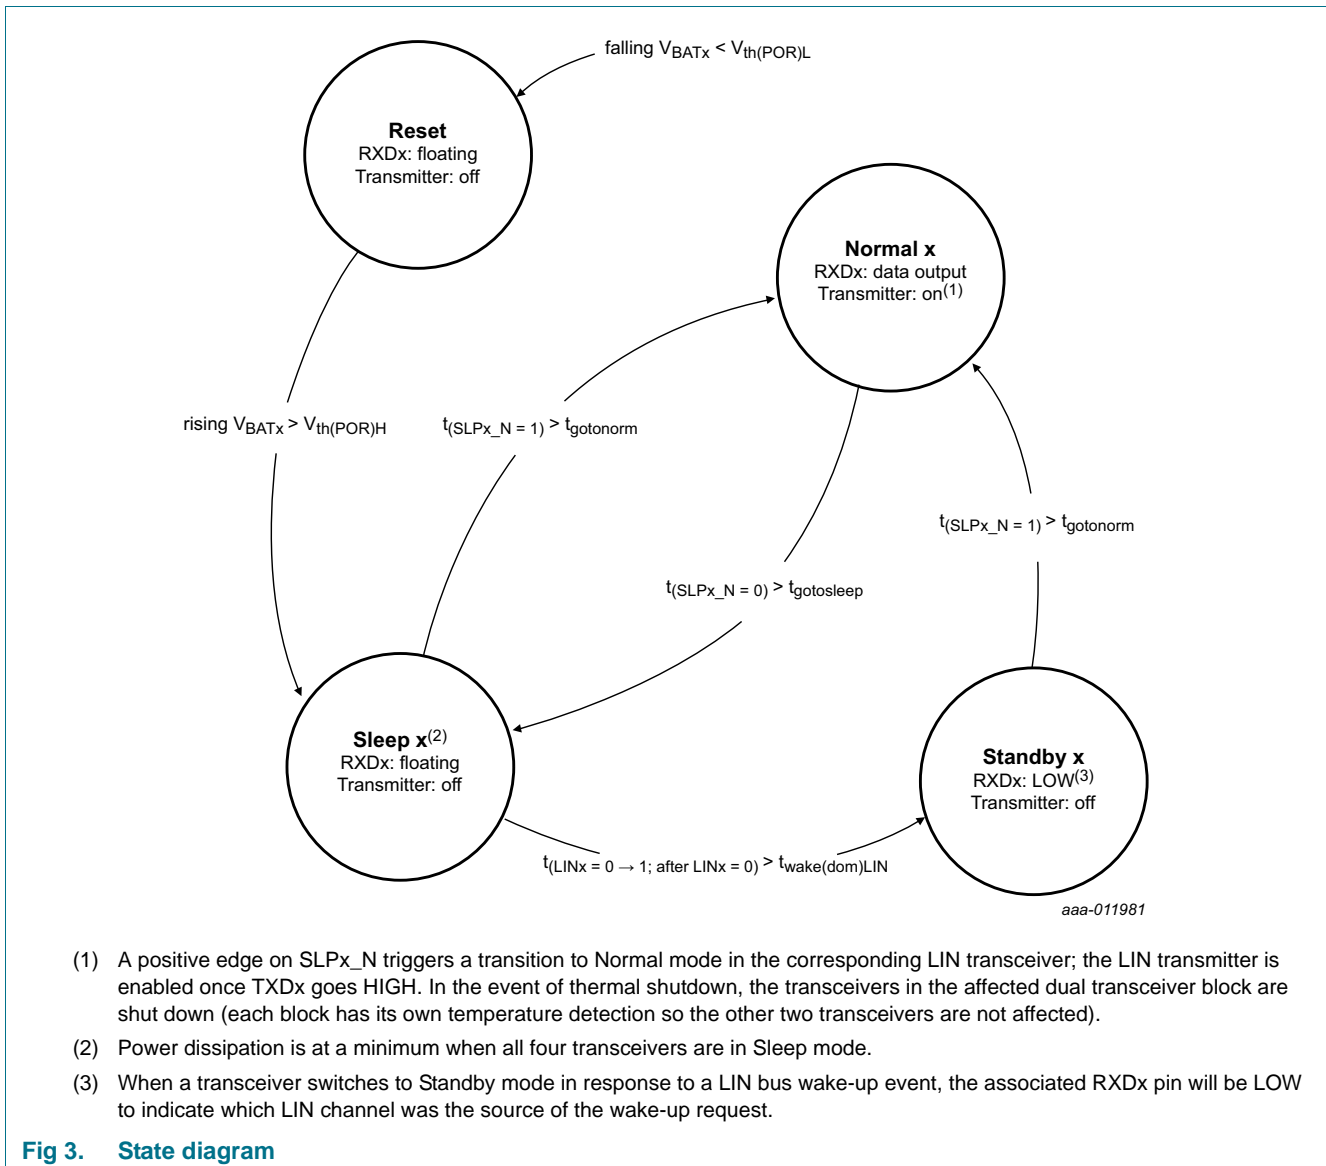 falling VBATx < Vth(POR)L
Reset
RXDx: floating
Transmitter: off
Normal x
RXDx: data output
Transmitter: on(1)
rising VBATx > Vth(POR)H
t(SLPx_N = 1) > tgotonorm
t(SLPx_N = 1) > tgotonorm
t(SLPx_N = 0) > tgotosleep
Sleep x(2)
RXDx: floating
Transmitter: off
Standby x
RXDx: LOW(3)
Transmitter: off
t(LINx = 0 → 1; after LINx = 0) > twake(dom)LIN
aaa-011981
(1) A positive edge on SLPx_N triggers a transition to Normal mode in the corresponding LIN transceiver; the LIN transmitter is
enabled once TXDx goes HIGH. In the event of thermal shutdown, the transceivers in the affected dual transceiver block are
shut down (each block has its own temperature detection so the other two transceivers are not affected).
(2) Power dissipation is at a minimum when all four transceivers are in Sleep mode.
(3) When a transceiver switches to Standby mode in response to a LIN bus wake-up event, the associated RXDx pin will be LOW
to indicate which LIN channel was the source of the wake-up request.
Fig 3. State diagram